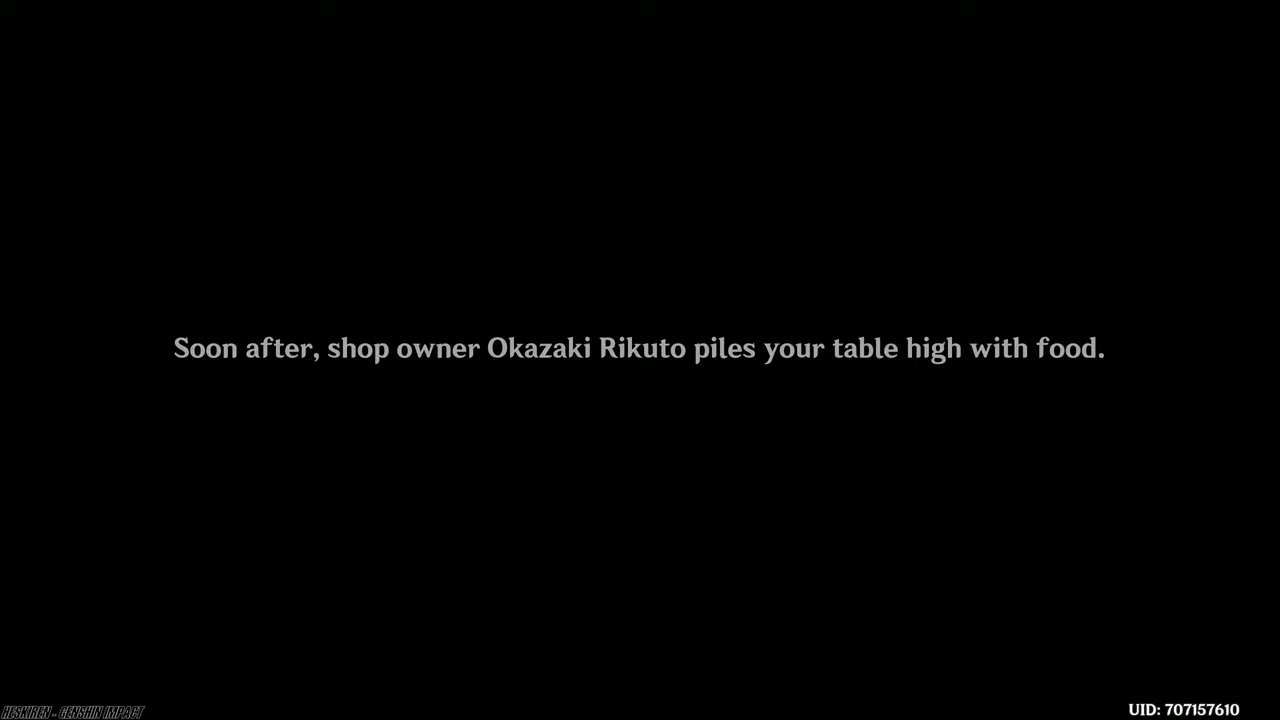 Soon after, shop owner Okazaki Rikuto piles your table high with food.
HESKIREN - GENSHIN IMPACT
UID: 707157610